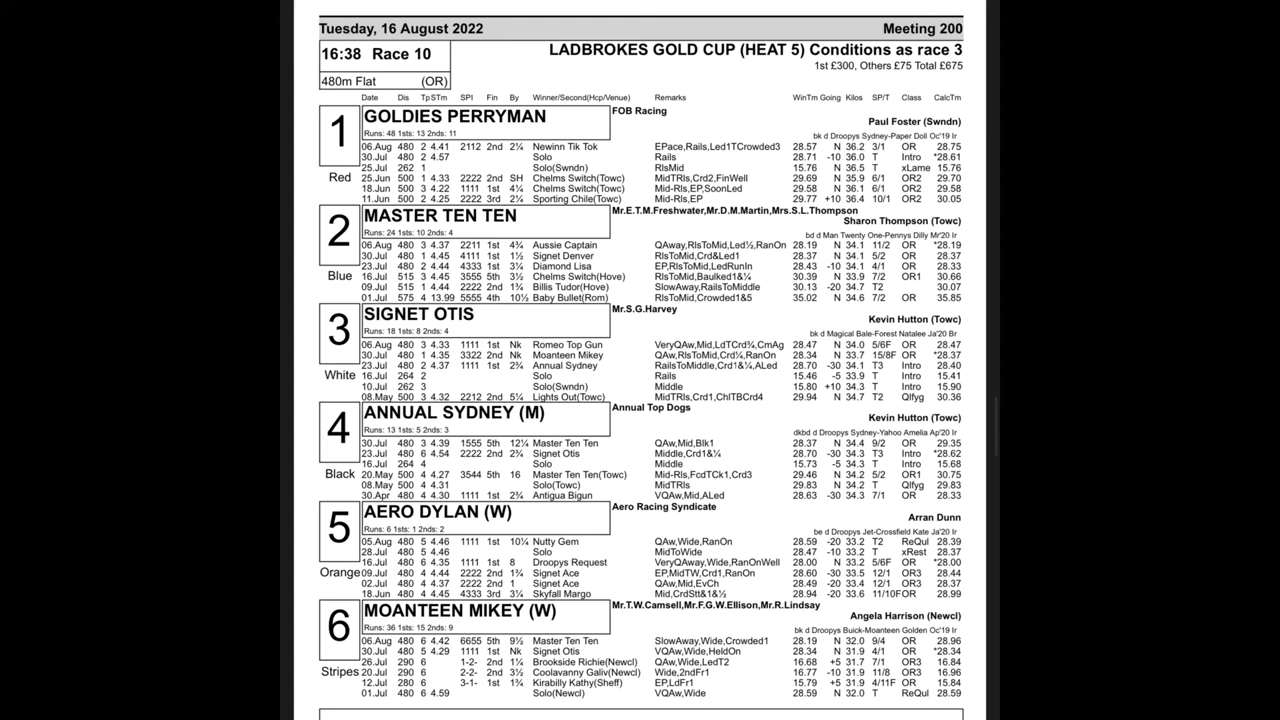 Tuesday, 16 August 2022 Meeting 200
16:38 Race 10 LADBROKES GOLD CUP (HEAT 5) Conditions as race 3
1st £300, Others £75 Total £675
480m Flat (OR)
Date Dis Tp STm SPl Fin By Winner/Second(Hcp/Venue) Remarks WinTm Going Kilos SP/T Class CalcTm
1 GOLDIES PERRYMAN FOB Racing
Paul Foster (Swndn)
Runs: 48 1sts: 13 2nds: 11 bk d Droopys Sydney-Paper Doll Oc'19 Ir
06.Aug 480 2 4.41 2112 2nd 2¼ Newinn Tik Tok EPace,Rails,Led1TCrowded3 28.57 N 36.2 3/1 OR 28.75
30.Jul 480 2 4.57 Solo Rails 28.71 -10 36.0 T Intro *28.61
25.Jul 262 1 Solo(Swndn) RlsMid 15.76 N 36.5 T xLame 15.76
Red 25.Jun 500 1 4.33 2222 2nd SH Chelms Switch(Towc) MidTRls,Crd2,FinWell 29.69 N 35.9 6/1 OR2 29.70
18.Jun 500 3 4.22 1111 1st 4¼ Chelms Switch(Towc) Mid-Rls,EP,SoonLed 29.58 N 36.1 6/1 OR2 29.58
11.Jun 500 2 4.25 2222 3rd 2¼ Sporting Chile(Towc) Mid-Rls,EP 29.77 +10 36.4 10/1 OR2 30.05
2 MASTER TEN TEN Mr.E.T.M.Freshwater,Mr.D.M.Martin,Mrs.S.L.Thompson
Sharon Thompson (Towc)
Runs: 24 1sts: 10 2nds: 4 bd d Man Twenty One-Pennys Dilly Mr'20 Ir
06.Aug 480 3 4.37 2211 1st 4¾ Aussie Captain QAway,RlsToMid,Led½,RanOn 28.19 N 34.1 11/2 OR *28.19
30.Jul 480 1 4.45 4111 1st 1½ Signet Denver RlsToMid,Crd&Led1 28.37 N 34.1 5/2 OR 28.37
23.Jul 480 2 4.44 4333 1st 3¼ Diamond Lisa EP,RlsToMid,LedRunIn 28.43 -10 34.1 4/1 OR 28.33
Blue 16.Jul 515 3 4.45 3555 5th 3½ Chelms Switch(Hove) RlsToMid,Baulked1&¼ 30.39 N 33.9 7/2 OR1 30.66
09.Jul 515 1 4.44 2222 2nd 1¾ Billis Tudor(Hove) SlowAway,RailsToMiddle 30.13 -20 34.7 T2 30.07
01.Jul 575 4 13.99 5555 4th 10½ Baby Bullet(Rom) RlsToMid,Crowded1&5 35.02 N 34.6 7/2 OR 35.85
3 SIGNET OTIS Mr.S.G.Harvey
Kevin Hutton (Towc)
Runs: 18 1sts: 8 2nds: 4 bk d Magical Bale-Forest Natalee Ja'20 Br
06.Aug 480 3 4.33 1111 1st Nk Romeo Top Gun VeryQAw,Mid,LdTCrd¾,CmAg 28.47 N 34.0 5/6F OR 28.47
30.Jul 480 1 4.35 3322 2nd Nk Moanteen Mikey QAw,RlsToMid,Crd¼,RanOn 28.34 N 33.7 15/8F OR *28.37
23.Jul 480 2 4.37 1111 1st 2¾ Annual Sydney RailsToMiddle,Crd1&¼,ALed 28.70 -30 34.1 T3 Intro 28.40
White 16.Jul 264 2 Solo Rails 15.46 -5 33.9 T Intro 15.41
10.Jul 262 3 Solo(Swndn) Middle 15.80 +10 34.3 T Intro 15.90
08.May 500 3 4.32 2212 2nd 5¼ Lights Out(Towc) MidTRls,Crd1,ChlTBCrd4 29.94 N 34.7 T2 Qlfyg 30.36
4 ANNUAL SYDNEY (M) Annual Top Dogs
Kevin Hutton (Towc)
Runs: 13 1sts: 5 2nds: 3 dkbd d Droopys Sydney-Yahoo Amelia Ap'20 Ir
30.Jul 480 3 4.39 1555 5th 12¼ Master Ten Ten QAw,Mid,Blk1 28.37 N 34.4 9/2 OR 29.35
23.Jul 480 6 4.54 2222 2nd 2¾ Signet Otis Middle,Crd1&¼ 28.70 -30 34.3 T3 Intro *28.62
16.Jul 264 4 Solo Middle 15.73 -5 34.3 T Intro 15.68
Black 20.May 500 4 4.27 3544 5th 16 Master Ten Ten(Towc) Mid-Rls,FcdTCk1,Crd3 29.46 N 34.2 5/2 OR1 30.75
08.May 500 4 4.31 Solo(Towc) MidTRls 29.83 N 34.2 T Qlfyg 29.83
30.Apr 480 4 4.30 1111 1st 2¾ Antigua Bigun VQAw,Mid,ALed 28.63 -30 34.3 7/1 OR 28.33
5 AERO DYLAN (W) Aero Racing Syndicate
Arran Dunn
Runs: 6 1sts: 1 2nds: 2 be d Droopys Jet-Crossfield Kate Ja'20 Ir
05.Aug 480 5 4.46 1111 1st 10¼ Nutty Gem QAw,Wide,RanOn 28.59 -20 33.2 T2 ReQul 28.39
28.Jul 480 5 4.46 Solo MidToWide 28.47 -10 33.2 T xRest 28.37
16.Jul 480 6 4.35 1111 1st 8 Droopys Request VeryQAway,Wide,RanOnWell 28.00 N 33.2 5/6F OR *28.00
Orange 09.Jul 480 4 4.44 2222 2nd 1¾ Signet Ace EP,MidTW,Crd1,RanOn 28.60 -30 33.5 12/1 OR3 28.44
02.Jul 480 4 4.37 2222 2nd 1 Signet Ace QAw,Mid,EvCh 28.49 -20 33.4 12/1 OR3 28.37
18.Jun 480 6 4.45 4333 3rd 3¼ Skyfall Margo Mid,CrdStt&1&½ 28.94 -20 33.6 11/10F OR 28.99
6 MOANTEEN MIKEY (W) Mr.T.W.Camsell,Mr.F.G.W.Ellison,Mr.R.Lindsay
Angela Harrison (Newcl)
Runs: 36 1sts: 15 2nds: 9 bk d Droopys Buick-Moanteen Golden Oc'19 Ir
06.Aug 480 6 4.42 6655 5th 9½ Master Ten Ten SlowAway,Wide,Crowded1 28.19 N 32.0 9/4 OR 28.96
30.Jul 480 5 4.29 1111 1st Nk Signet Otis VQAw,Wide,HeldOn 28.34 N 31.9 4/1 OR *28.34
26.Jul 290 6 -1-2- 2nd 1¼ Brookside Richie(Newcl) QAw,Wide,LedT2 16.68 +5 31.7 7/1 OR3 16.84
Stripes 20.Jul 290 6 -2-2- 2nd 3½ Coolavanny Galiv(Newcl) Wide,2ndFr1 16.77 -10 31.9 11/8 OR3 16.96
12.Jul 280 6 -3-1- 1st 1¾ Kirabilly Kathy(Sheff) EP,LdFr1 15.79 +5 31.9 4/11F OR 15.84
01.Jul 480 6 4.59 Solo(Newcl) VQAw,Wide 28.59 N 32.0 T ReQul 28.59